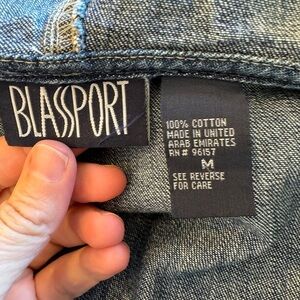 BLASSPORT
100% COTTON
MADE IN UNITED
ARAB EMIRATES
RN # 96157
M
SEE REVERSE
FOR CARE